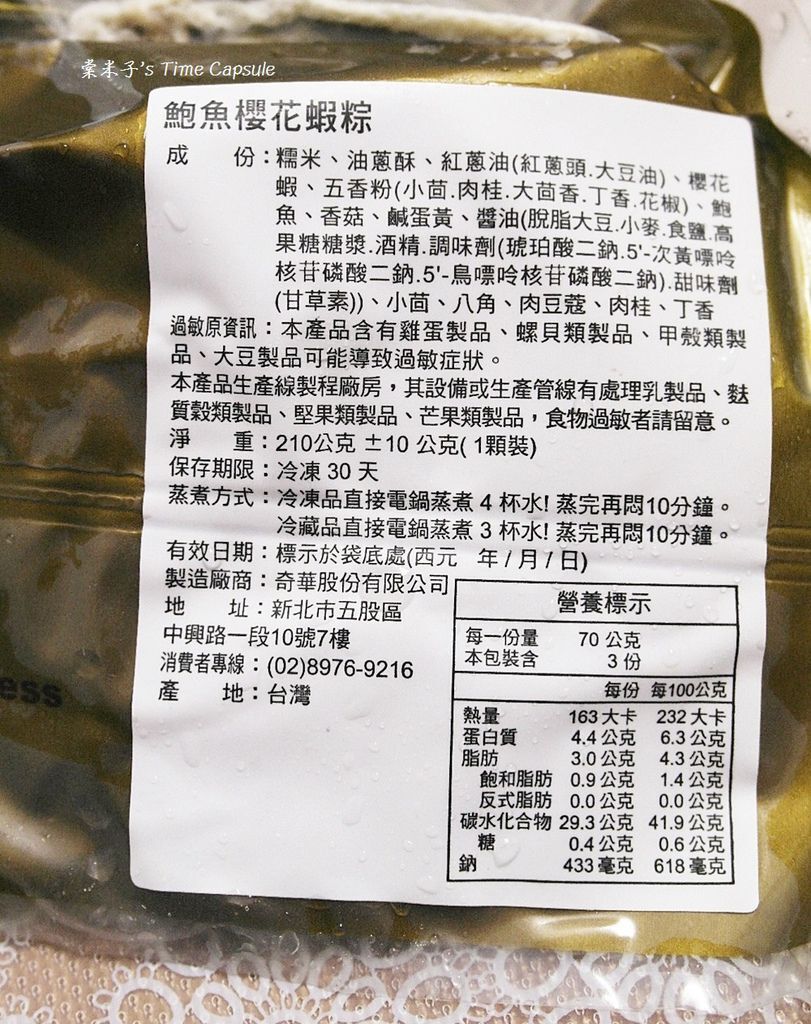 棠米子's Time Capsule
鮑魚櫻花蝦粽
成 份：糯米、油蔥酥、紅蔥油(紅蔥頭.大豆油)、櫻花
蝦、五香粉(小茴.肉桂.大茴香.丁香.花椒)、鮑
魚、香菇、鹹蛋黃、醬油(脫脂大豆.小麥.食鹽.高
果糖糖漿.酒精.調味劑(琥珀酸二鈉.5'-次黃嘌呤
核苷磷酸二鈉.5'-鳥嘌呤核苷磷酸二鈉).甜味劑
(甘草素))、小茴、八角、肉豆蔻、肉桂、丁香
過敏原資訊：本產品含有雞蛋製品、螺貝類製品、甲殼類製
品、大豆製品可能導致過敏症狀。
本產品生產線製程廠房，其設備或生產管線有處理乳製品、麩
質穀類製品、堅果類製品、芒果類製品，食物過敏者請留意。
淨 重：210公克 ±10 公克( 1顆裝)
保存期限：冷凍 30 天
蒸煮方式：冷凍品直接電鍋蒸煮 4 杯水! 蒸完再悶10分鐘。
冷藏品直接電鍋蒸煮 3 杯水! 蒸完再悶10分鐘。
有效日期：標示於袋底處(西元 年 / 月 / 日)
製造廠商：奇華股份有限公司
地 址：新北市五股區
中興路一段10號7樓
消費者專線：(02)8976-9216
產 地：台灣
營養標示
每一份量 70 公克
本包裝含 3 份
每份 每100公克
熱量 163 大卡 232 大卡
蛋白質 4.4 公克 6.3 公克
脂肪 3.0 公克 4.3 公克
飽和脂肪 0.9 公克 1.4 公克
反式脂肪 0.0 公克 0.0 公克
碳水化合物 29.3 公克 41.9 公克
糖 0.4 公克 0.6 公克
鈉 433 毫克 618 毫克
ess